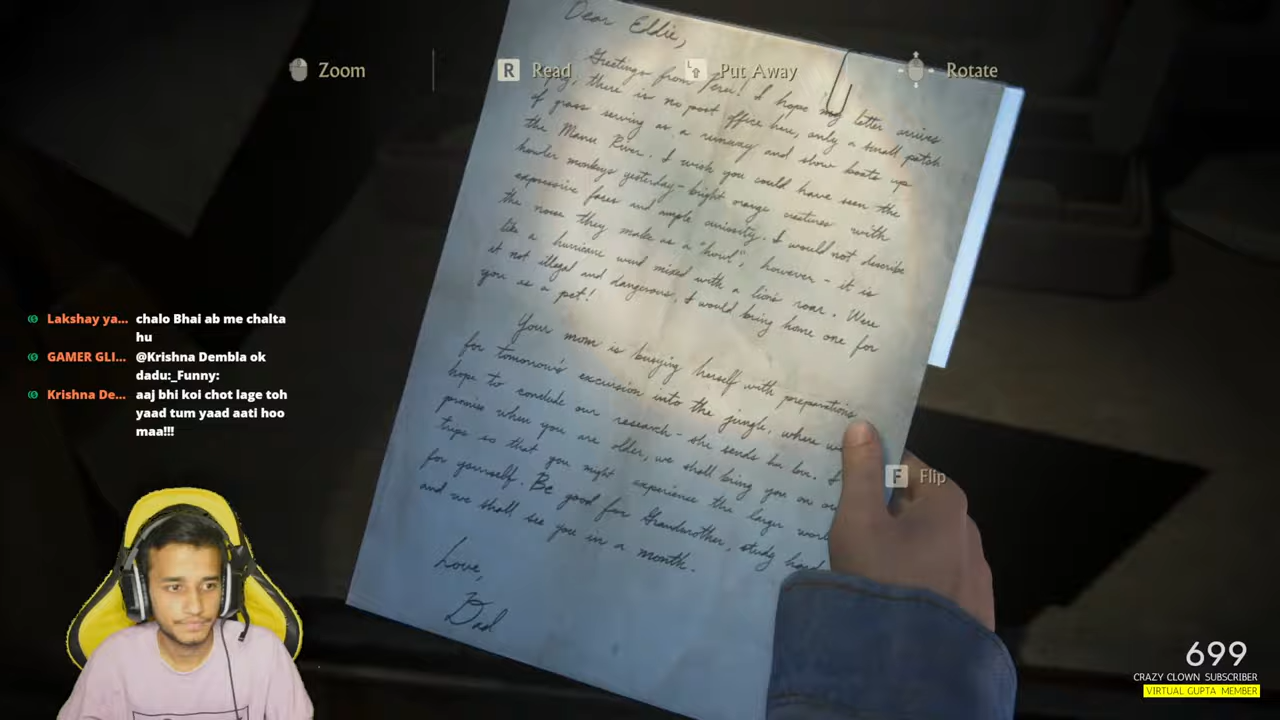 Dear Eddie,
Greetings from Peru! I hope my letter arrives
there is no post office here, only a small patch
of grass serving as a runway and slow boats up
the Manu River. I wish you could have seen the
howler monkeys yesterday - bright orange creatures with
expressive faces and ample curiosity. I would not describe
the noise they make as a "howl", however - it is
like a hurricane wind mixed with a lion's roar. Were
it not illegal and dangerous, I would bring home one for
you as a pet!
Your mom is busying herself with preparations
for tomorrow's excursion into the jungle, where we
hope to conclude our research - she sends her love. I
promise when you are older, we shall bring you on our
trips so that you might experience the larger world
for yourself. Be good for Grandmother, study hard
and we shall see you in a month.
Love,
Dad
Zoom
R Read
Put Away
Rotate
F Flip
Lakshay ya... chalo Bhai ab me chalta
hu
GAMER GLI... @Krishna Dembla ok
dadu:_Funny:
Krishna De... aaj bhi koi chot lage toh
yaad tum yaad aati hoo
maa!!!
699
CRAZY CLOWN SUBSCRIBER
VIRTUAL GUPTA MEMBER